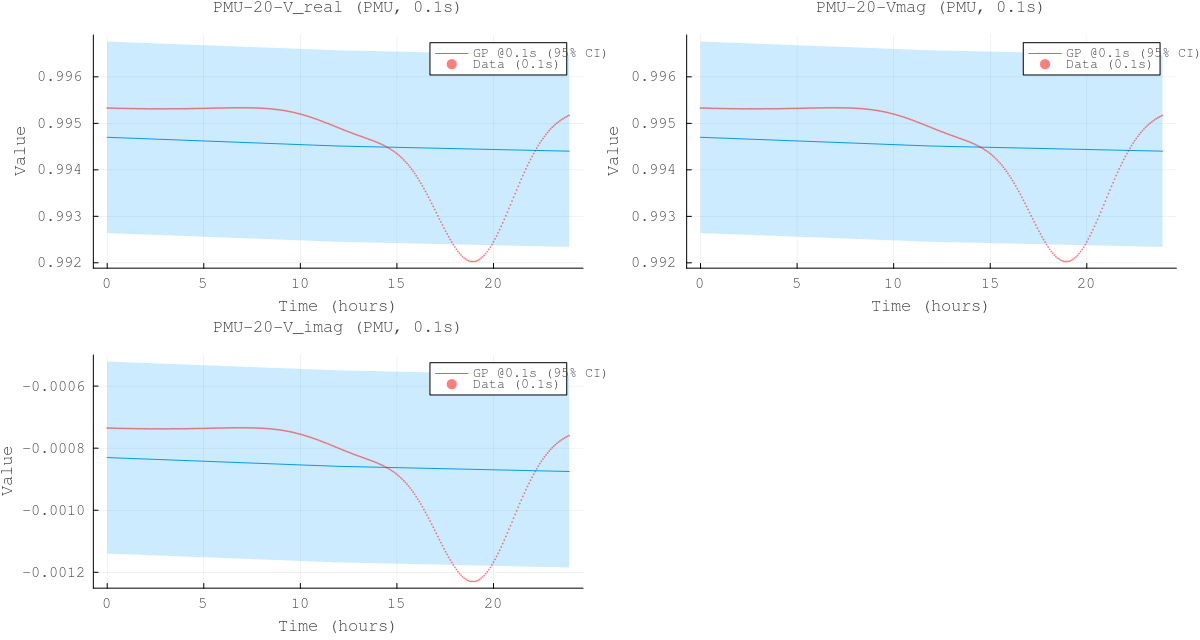 PMU-20-V_real (PMU, 0.1s)
GP @0.1s (95% CI)
Data (0.1s)
0.996
0.995
0.994
0.993
0.992
Value
0 5 10 15 20
Time (hours)
PMU-20-Vmag (PMU, 0.1s)
GP @0.1s (95% CI)
Data (0.1s)
0.996
0.995
0.994
0.993
0.992
Value
0 5 10 15 20
Time (hours)
PMU-20-V_imag (PMU, 0.1s)
GP @0.1s (95% CI)
Data (0.1s)
-0.0006
-0.0008
-0.0010
-0.0012
Value
0 5 10 15 20
Time (hours)